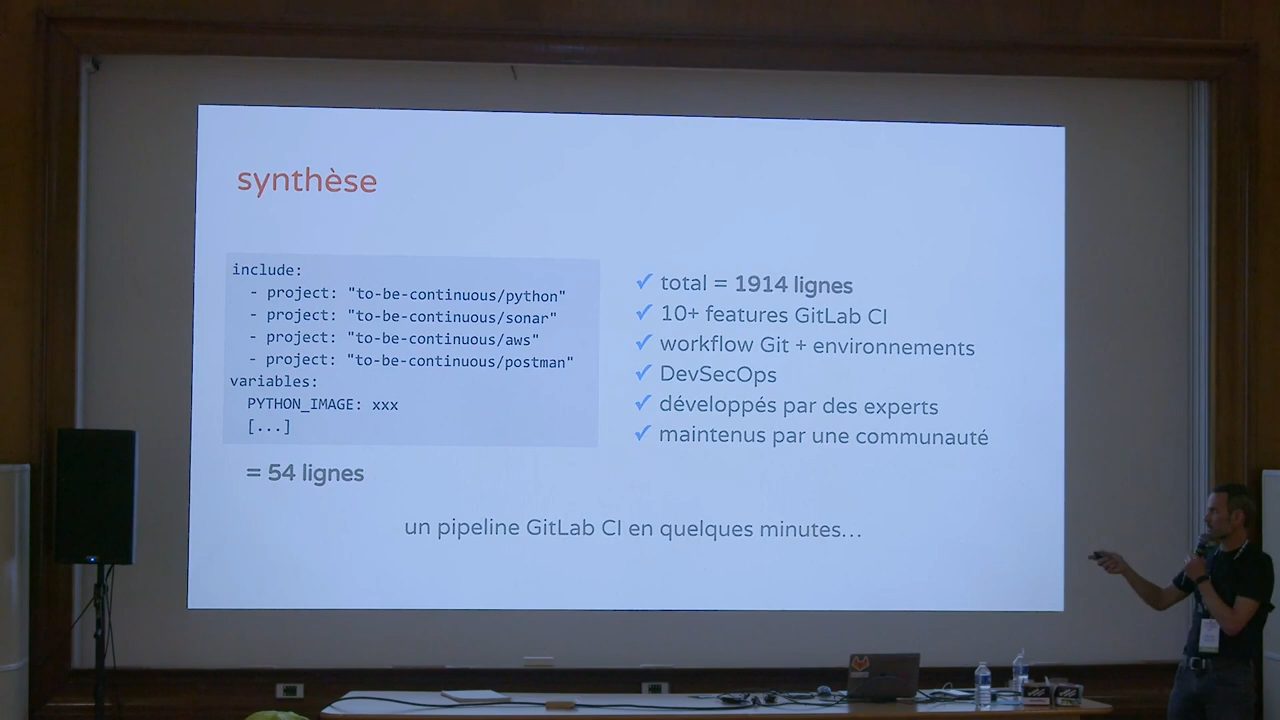 synthèse
include:
- project: "to-be-continuous/python"
- project: "to-be-continuous/sonar"
- project: "to-be-continuous/aws"
- project: "to-be-continuous/postman"
variables:
PYTHON_IMAGE: xxx
[...]
= 54 lignes
✓ total = 1914 lignes
✓ 10+ features GitLab CI
✓ workflow Git + environnements
✓ DevSecOps
✓ développés par des experts
✓ maintenus par une communauté
un pipeline GitLab CI en quelques minutes…